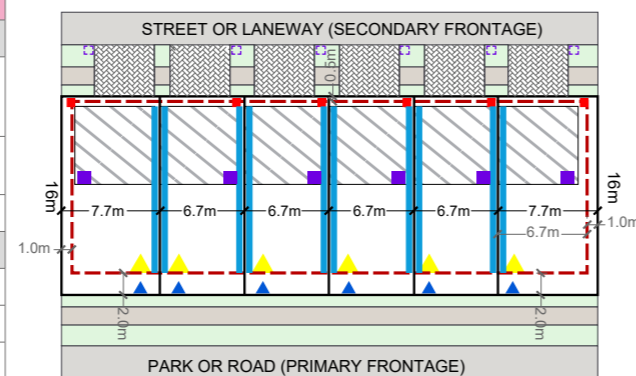 STREET OR LANEWAY (SECONDARY FRONTAGE)
0.5m
16m
16m
7.7m 6.7m 6.7m 6.7m 6.7m 7.7m
1.0m
6.7m
1.0m
2.0m
2.0m
PARK OR ROAD (PRIMARY FRONTAGE)